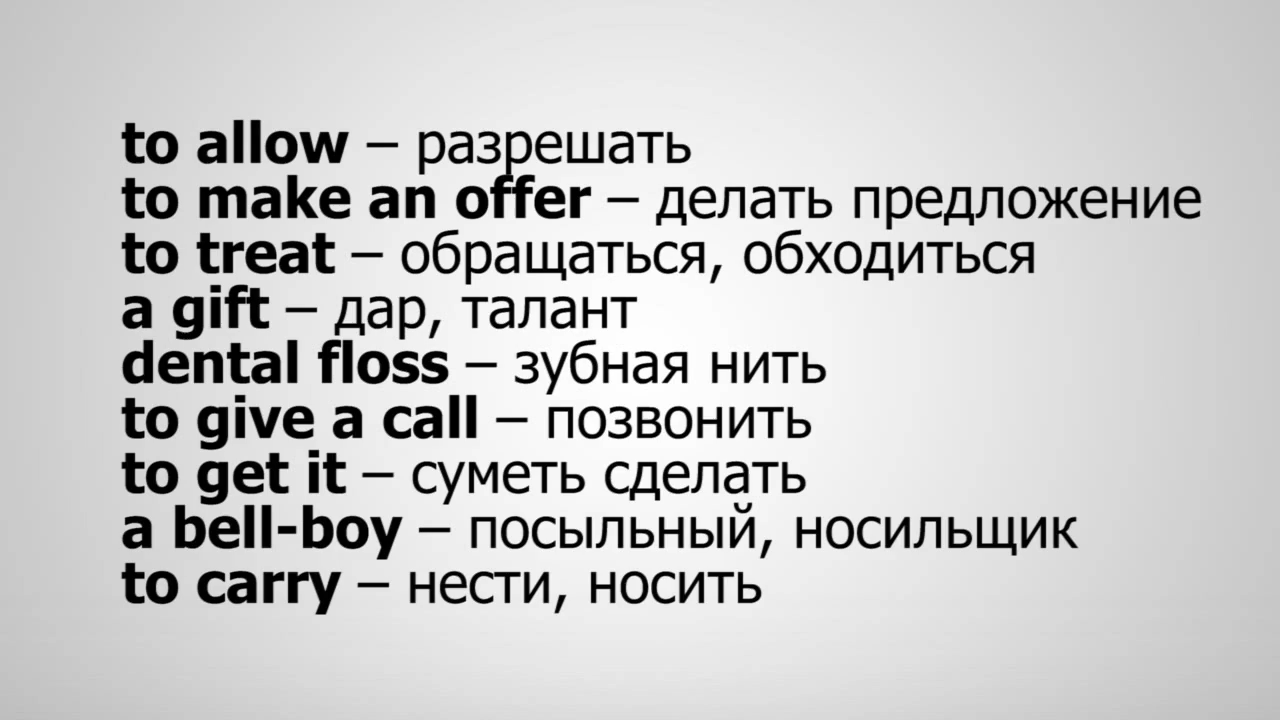 to allow – разрешать
to make an offer – делать предложение
to treat – обращаться, обходиться
a gift – дар, талант
dental floss – зубная нить
to give a call – позвонить
to get it – суметь сделать
a bell-boy – посыльный, носильщик
to carry – нести, носить